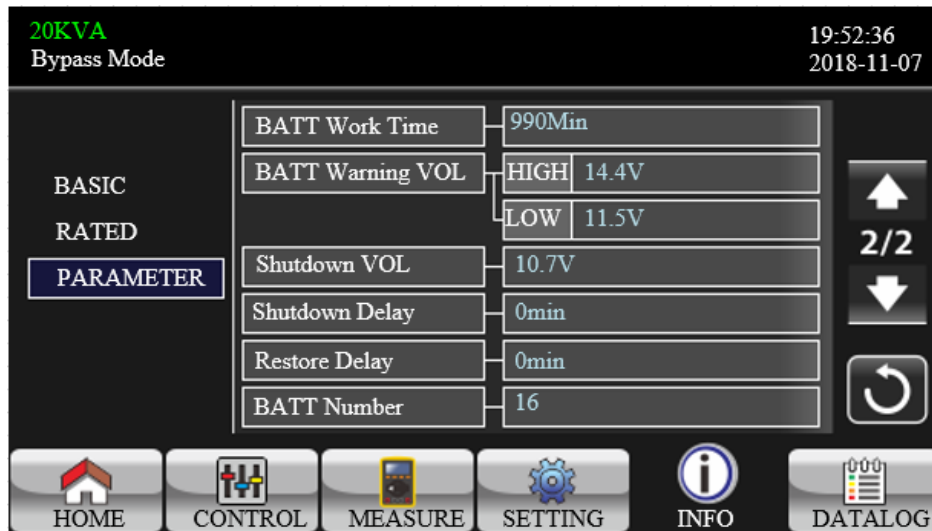 20KVA
Bypass Mode
19:52:36
2018-11-07
BASIC
RATED
PARAMETER
BATT Work Time 990Min
BATT Warning VOL HIGH 14.4V
LOW 11.5V
Shutdown VOL 10.7V
Shutdown Delay 0min
Restore Delay 0min
BATT Number 16
2/2
HOME CONTROL MEASURE SETTING INFO DATALOG